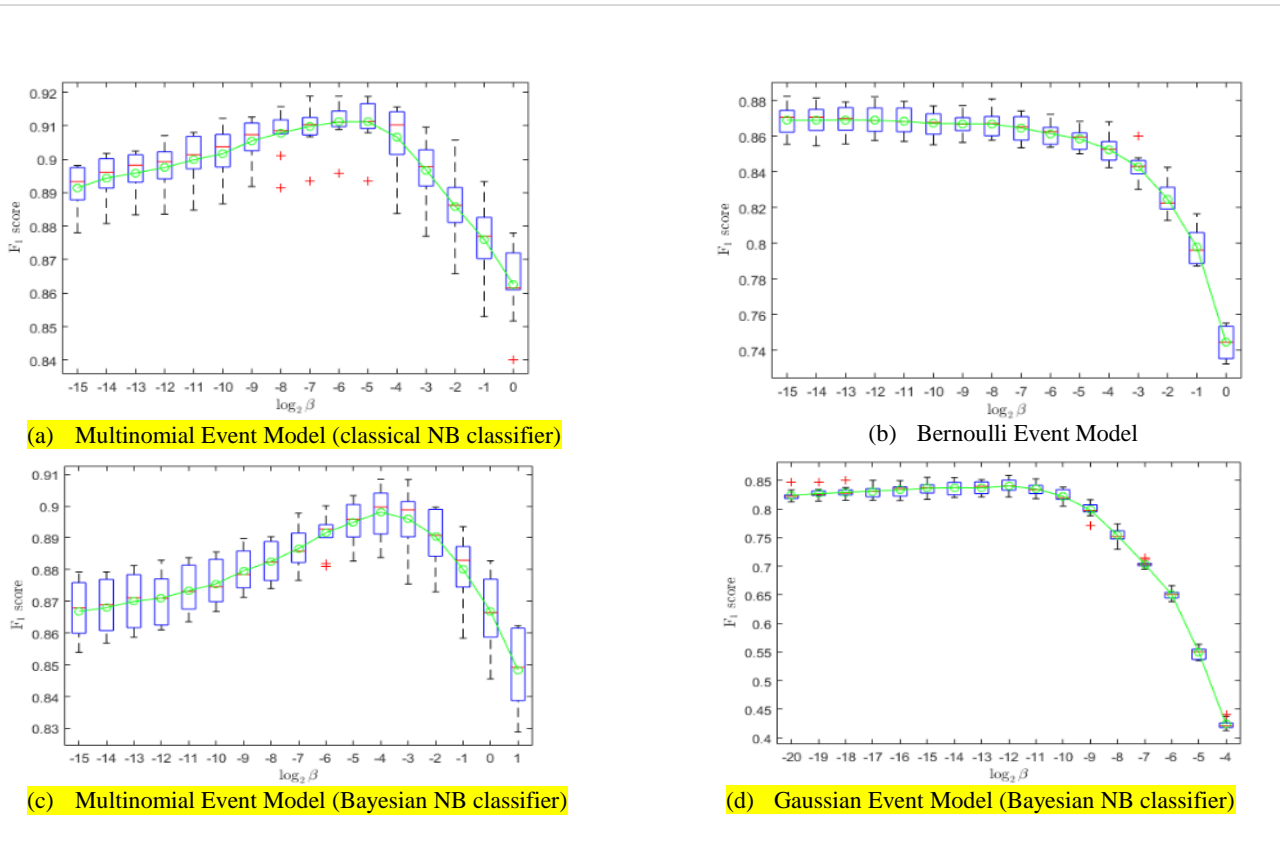 0.92
0.91
0.9
0.89
0.88
0.87
0.86
0.85
0.84
F1 score
-15 -14 -13 -12 -11 -10 -9 -8 -7 -6 -5 -4 -3 -2 -1 0
log2 β
(a) Multinomial Event Model (classical NB classifier)
0.88
0.86
0.84
0.82
0.8
0.78
0.76
0.74
F1 score
-15 -14 -13 -12 -11 -10 -9 -8 -7 -6 -5 -4 -3 -2 -1 0
log2 β
(b) Bernoulli Event Model
0.91
0.9
0.89
0.88
0.87
0.86
0.85
0.84
0.83
F1 score
-15 -14 -13 -12 -11 -10 -9 -8 -7 -6 -5 -4 -3 -2 -1 0 1
log2 β
(c) Multinomial Event Model (Bayesian NB classifier)
0.85
0.8
0.75
0.7
0.65
0.6
0.55
0.5
0.45
0.4
F1 score
-20 -19 -18 -17 -16 -15 -14 -13 -12 -11 -10 -9 -8 -7 -6 -5 -4
log2 β
(d) Gaussian Event Model (Bayesian NB classifier)